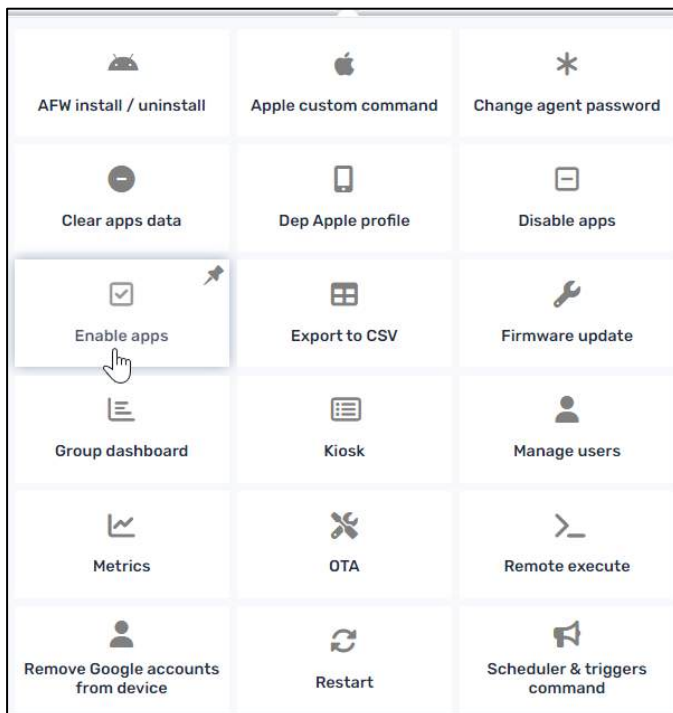 AFW install / uninstall
Apple custom command
Change agent password
Clear apps data
Dep Apple profile
Disable apps
Enable apps
Export to CSV
Firmware update
Group dashboard
Kiosk
Manage users
Metrics
OTA
Remote execute
Remove Google accounts
from device
Restart
Scheduler & triggers
command